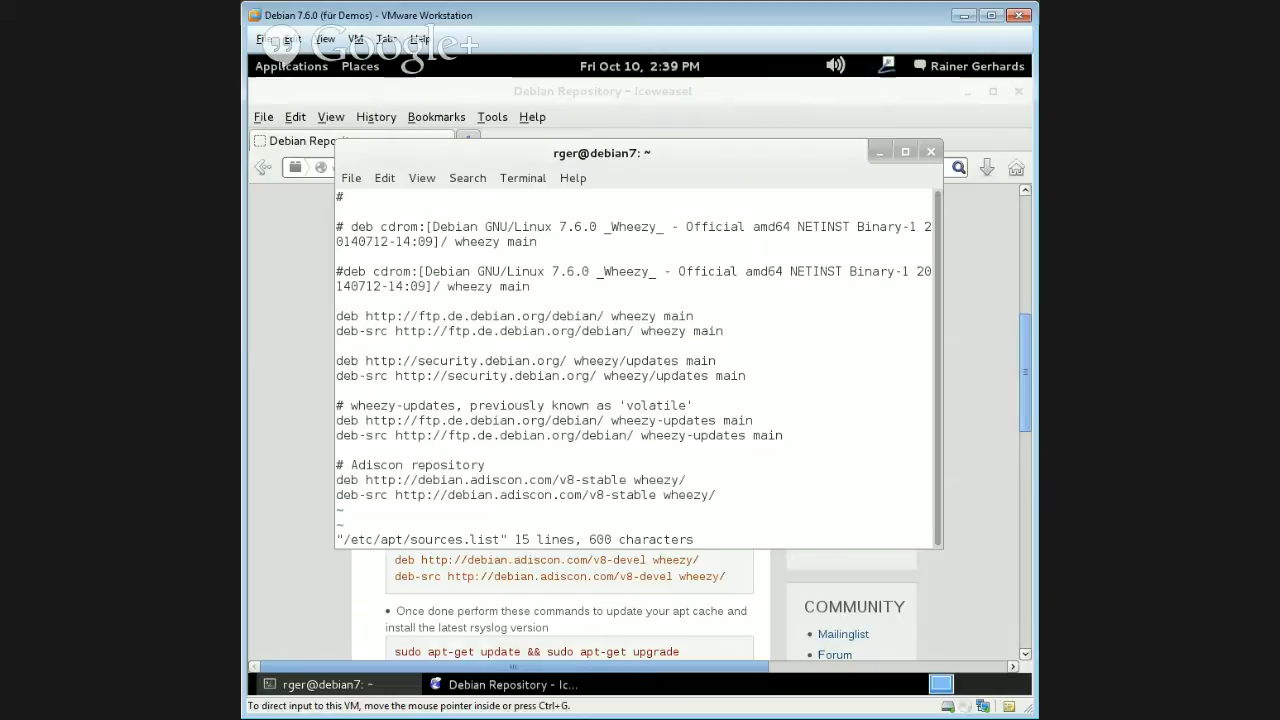 Debian 7.6.0 (für Demos) - VMware Workstation
File Edit View VM Tabs Help
Google+
Applications Places Fri Oct 10, 2:39 PM Rainer Gerhards
Debian Repository - Iceweasel
File Edit View History Bookmarks Tools Help
Debian Repo
rger@debian7: ~
File Edit View Search Terminal Help
#
# deb cdrom:[Debian GNU/Linux 7.6.0 _Wheezy_ - Official amd64 NETINST Binary-1 2
0140712-14:09]/ wheezy main
#deb cdrom:[Debian GNU/Linux 7.6.0 _Wheezy_ - Official amd64 NETINST Binary-1 20
140712-14:09]/ wheezy main
deb http://ftp.de.debian.org/debian/ wheezy main
deb-src http://ftp.de.debian.org/debian/ wheezy main
deb http://security.debian.org/ wheezy/updates main
deb-src http://security.debian.org/ wheezy/updates main
# wheezy-updates, previously known as 'volatile'
deb http://ftp.de.debian.org/debian/ wheezy-updates main
deb-src http://ftp.de.debian.org/debian/ wheezy-updates main
# Adiscon repository
deb http://debian.adiscon.com/v8-stable wheezy/
deb-src http://debian.adiscon.com/v8-stable wheezy/
~
~
"/etc/apt/sources.list" 15 lines, 600 characters
deb http://debian.adiscon.com/v8-devel wheezy/
deb-src http://debian.adiscon.com/v8-devel wheezy/
• Once done perform these commands to update your apt cache and
install the latest rsyslog version
sudo apt-get update && sudo apt-get upgrade
COMMUNITY
• Mailinglist
• Forum
rger@debian7: ~ Debian Repository - Ic...
To direct input to this VM, move the mouse pointer inside or press Ctrl+G.